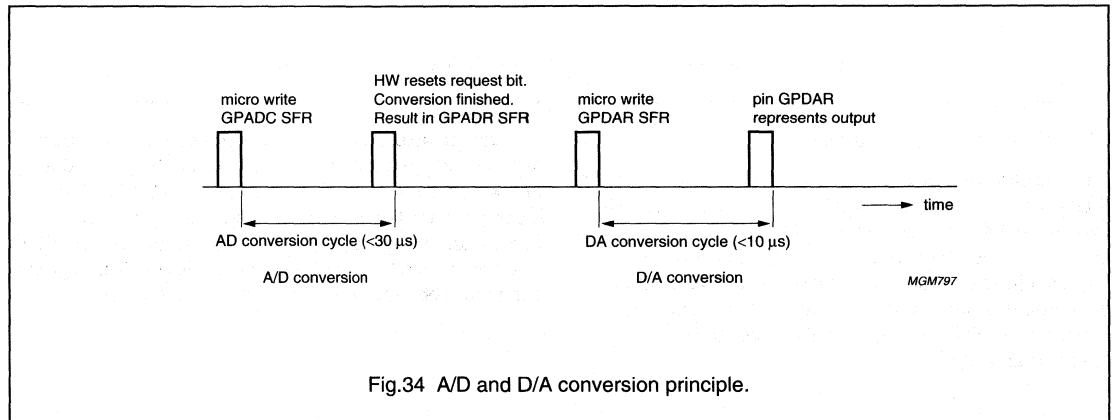 micro write
GPADC SFR
HW resets request bit.
Conversion finished.
Result in GPADR SFR
micro write
GPDAR SFR
pin GPDAR
represents output
time
AD conversion cycle (<30 μs)
DA conversion cycle (<10 μs)
A/D conversion
D/A conversion
MGM797
Fig.34 A/D and D/A conversion principle.